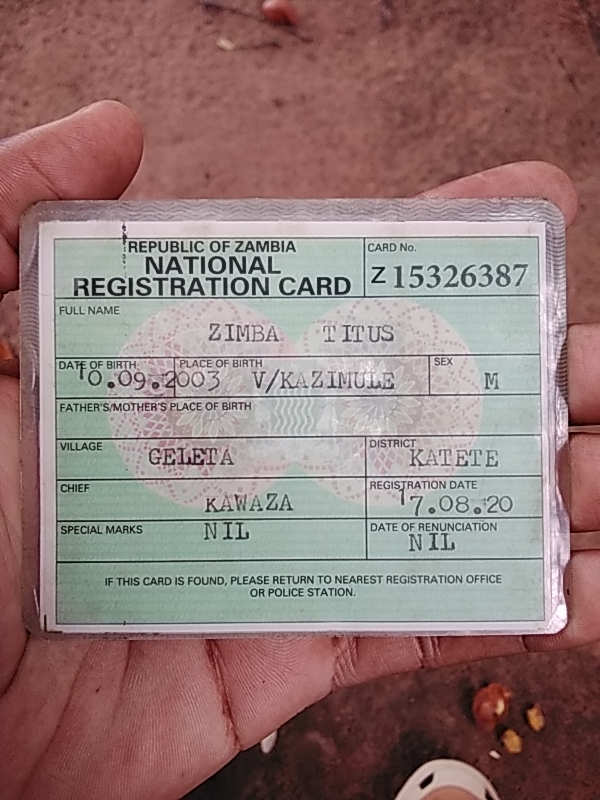 REPUBLIC OF ZAMBIA
NATIONAL
REGISTRATION CARD
CARD No.
Z 15326387
FULL NAME
ZIMBA TITUS
DATE OF BIRTH
10.09.2003
PLACE OF BIRTH
V/KAZIMULE
SEX
M
FATHER'S/MOTHER'S PLACE OF BIRTH
VILLAGE
GELETA
DISTRICT
KATETE
CHIEF
KAWAZA
REGISTRATION DATE
17.08.20
SPECIAL MARKS
NIL
DATE OF RENUNCIATION
NIL
IF THIS CARD IS FOUND, PLEASE RETURN TO NEAREST REGISTRATION OFFICE
OR POLICE STATION.